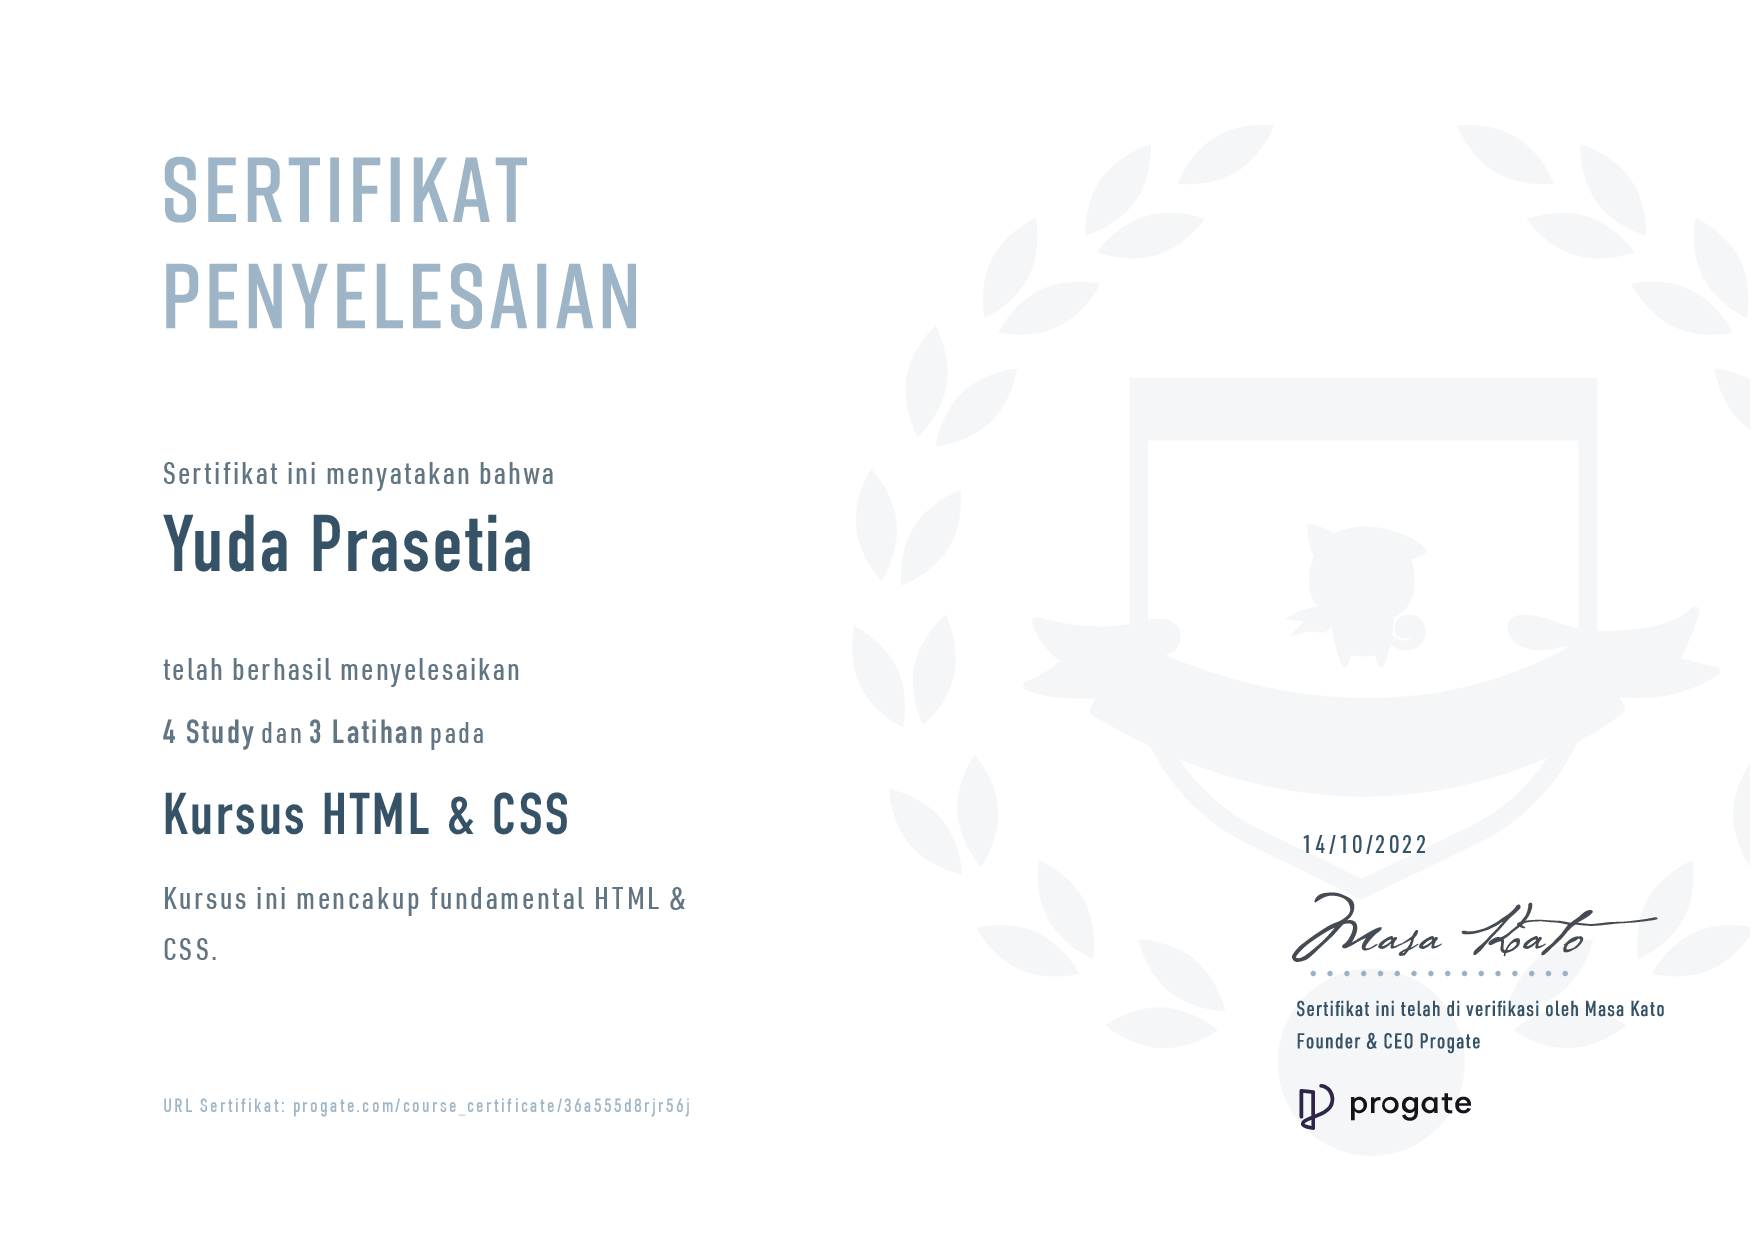 SERTIFIKAT
PENYELESAIAN
Sertifikat ini menyatakan bahwa
Yuda Prasetia
telah berhasil menyelesaikan
4 Study dan 3 Latihan pada
Kursus HTML & CSS
Kursus ini mencakup fundamental HTML &
CSS.
URL Sertifikat: progate.com/course_certificate/36a555d8rjr56j
14/10/2022
Masa Kato
Sertifikat ini telah di verifikasi oleh Masa Kato
Founder & CEO Progate
progate